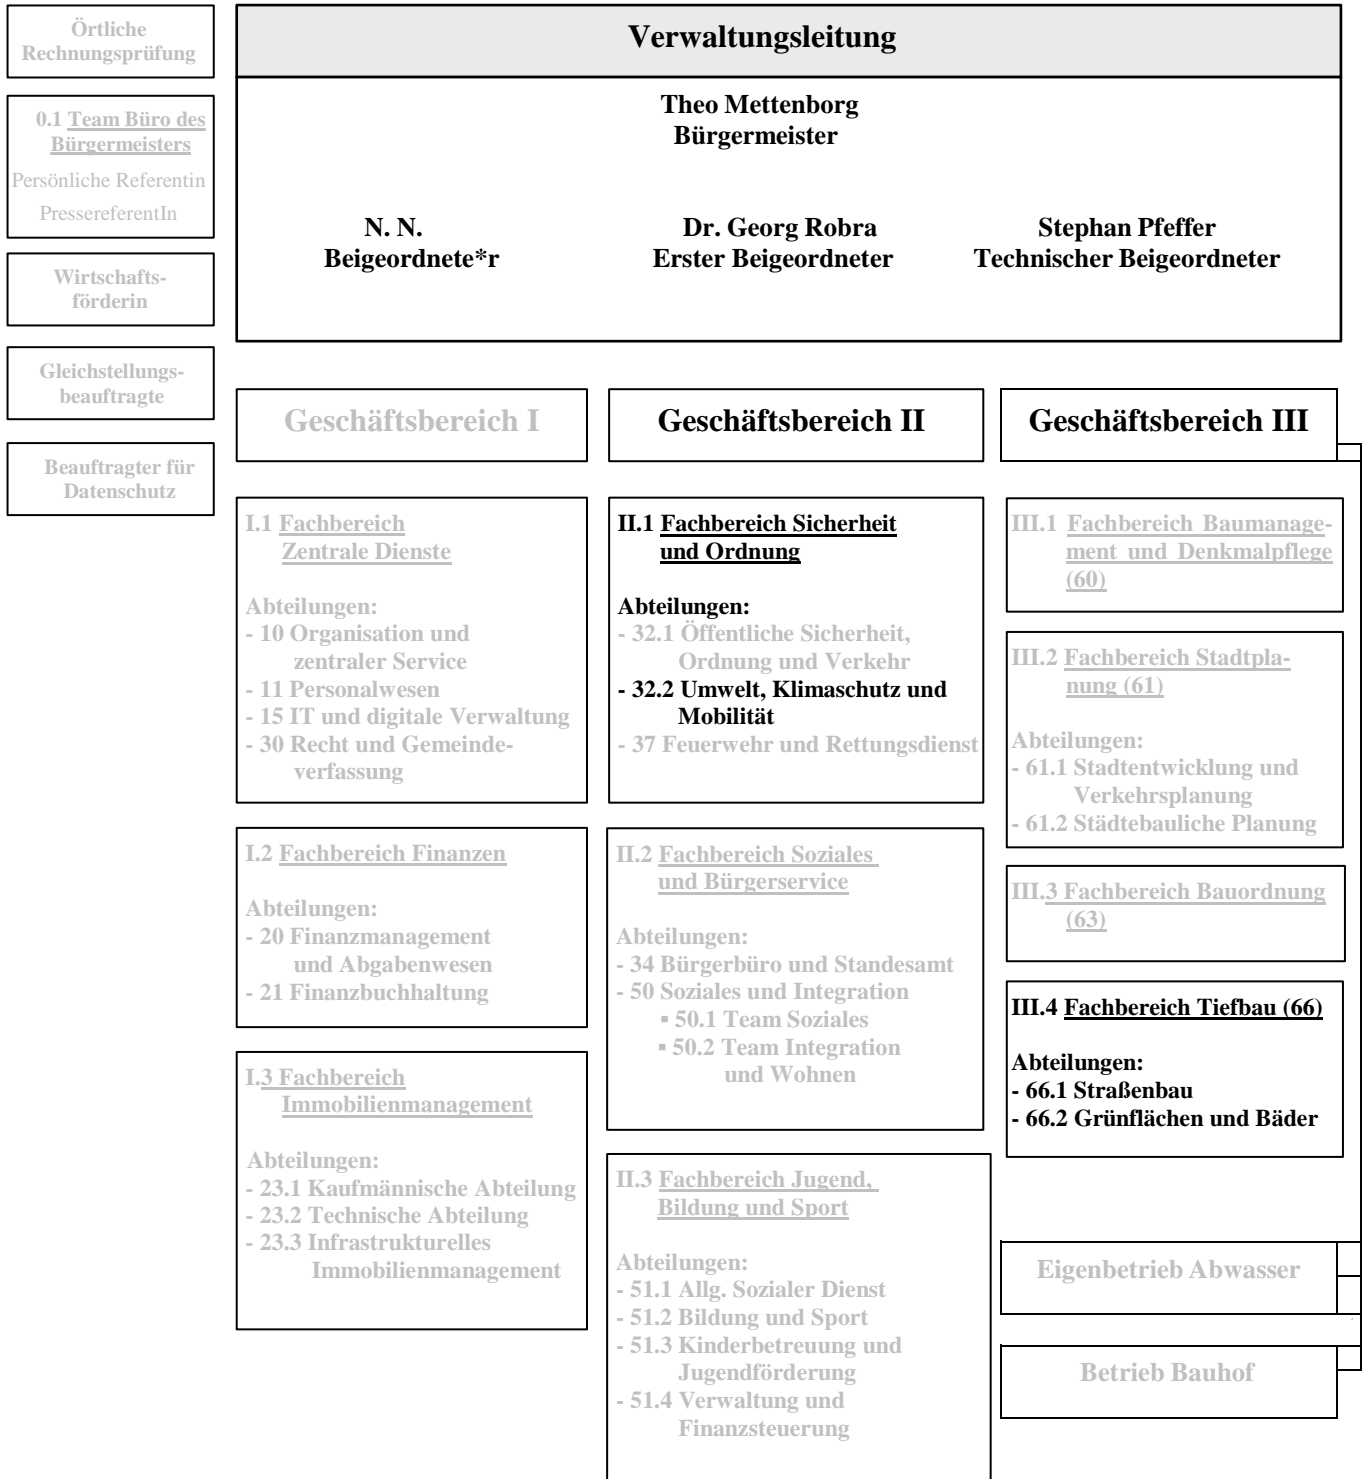 Örtliche
Rechnungsprüfung
0.1 Team Büro des
Bürgermeisters
Persönliche Referentin
PressereferentIn
Wirtschafts-
förderin
Gleichstellungs-
beauftragte
Beauftragter für
Datenschutz
Verwaltungsleitung
Theo Mettenborg
Bürgermeister
N. N.
Beigeordnete*r
Dr. Georg Robra
Erster Beigeordneter
Stephan Pfeffer
Technischer Beigeordneter
Geschäftsbereich I
I.1 Fachbereich
Zentrale Dienste
Abteilungen:
- 10 Organisation und
zentraler Service
- 11 Personalwesen
- 15 IT und digitale Verwaltung
- 30 Recht und Gemeinde-
verfassung
I.2 Fachbereich Finanzen
Abteilungen:
- 20 Finanzmanagement
und Abgabenwesen
- 21 Finanzbuchhaltung
I.3 Fachbereich
Immobilienmanagement
Abteilungen:
- 23.1 Kaufmännische Abteilung
- 23.2 Technische Abteilung
- 23.3 Infrastrukturelles
Immobilienmanagement
Geschäftsbereich II
II.1 Fachbereich Sicherheit
und Ordnung
Abteilungen:
- 32.1 Öffentliche Sicherheit,
Ordnung und Verkehr
- 32.2 Umwelt, Klimaschutz und
Mobilität
- 37 Feuerwehr und Rettungsdienst
II.2 Fachbereich Soziales
und Bürgerservice
Abteilungen:
- 34 Bürgerbüro und Standesamt
- 50 Soziales und Integration
▪ 50.1 Team Soziales
▪ 50.2 Team Integration
und Wohnen
II.3 Fachbereich Jugend,
Bildung und Sport
Abteilungen:
- 51.1 Allg. Sozialer Dienst
- 51.2 Bildung und Sport
- 51.3 Kinderbetreuung und
Jugendförderung
- 51.4 Verwaltung und
Finanzsteuerung
Geschäftsbereich III
III.1 Fachbereich Baumanage-
ment und Denkmalpflege
(60)
III.2 Fachbereich Stadtpla-
nung (61)
Abteilungen:
- 61.1 Stadtentwicklung und
Verkehrsplanung
- 61.2 Städtebauliche Planung
III.3 Fachbereich Bauordnung
(63)
III.4 Fachbereich Tiefbau (66)
Abteilungen:
- 66.1 Straßenbau
- 66.2 Grünflächen und Bäder
Eigenbetrieb Abwasser
Betrieb Bauhof